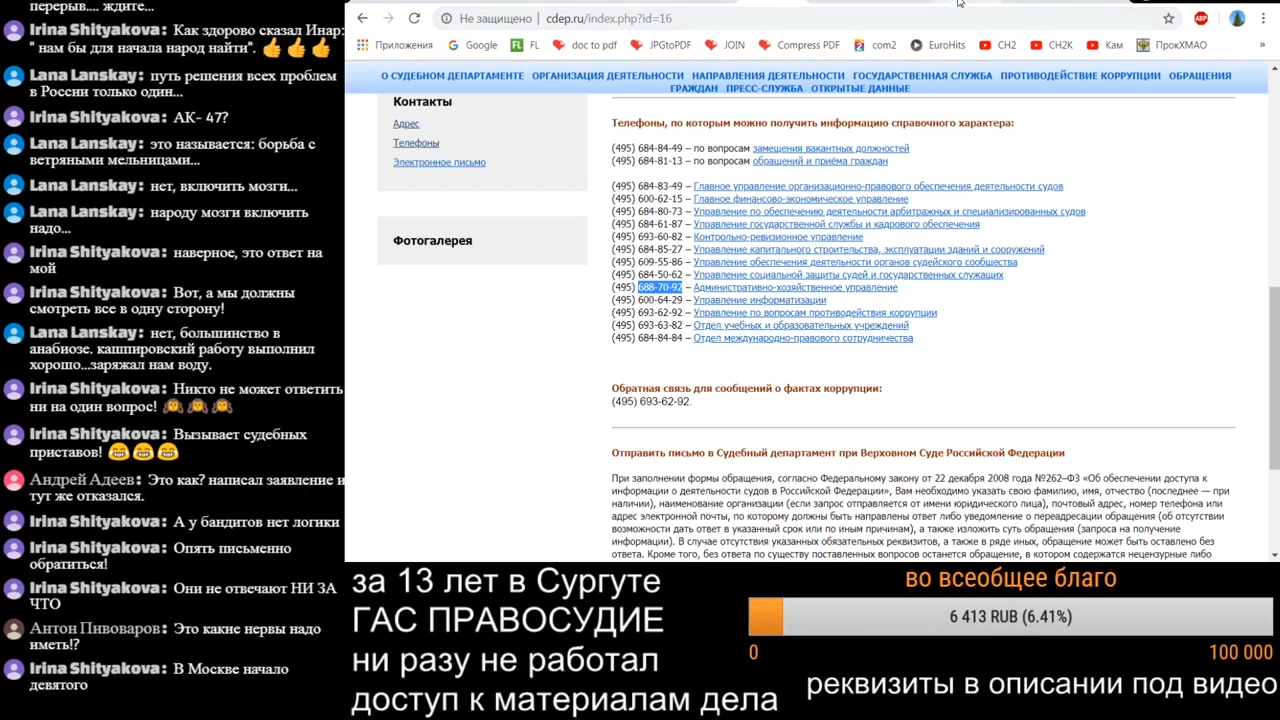 перерыв.... ждите...
Irina Shityakova: Как здорово сказал Инар:
" нам бы для начала народ найти". 👍👍👍
Lana Lanskay: путь решения всех проблем
в России только один...
Irina Shityakova: АК- 47?
Lana Lanskay: это называется: борьба с
ветряными мельницами...
Lana Lanskay: нет, включить мозги...
Lana Lanskay: народу мозги включить
надо...
Irina Shityakova: наверное, это ответ на
мой
Irina Shityakova: Вот, а мы должны
смотреть все в одну сторону!
Lana Lanskay: нет, большинство в
анабиозе. кашпировский работу выполнил
хорошо...заряжал нам воду.
Irina Shityakova: Никто не может ответить
ни на один вопрос! 🙉🙉🙉
Irina Shityakova: Вызывает судебных
приставов! 😁😁😁
Андрей Адеев: Это как? написал заявление и
тут же отказался.
Irina Shityakova: А у бандитов нет логики
Irina Shityakova: Опять письменно
обратиться!
Irina Shityakova: Они не отвечают НИ ЗА
ЧТО
Антон Пивоваров: Это какие нервы надо
иметь!?
Irina Shityakova: В Москве начало
девятого
Не защищено | cdep.ru/index.php?id=16
ABP
Приложения Google FL FL doc to pdf JPGtoPDF JOIN Compress PDF com2 EuroHits CH2 CH2K Кам ПрокХМАО »
О СУДЕБНОМ ДЕПАРТАМЕНТЕ ОРГАНИЗАЦИЯ ДЕЯТЕЛЬНОСТИ НАПРАВЛЕНИЯ ДЕЯТЕЛЬНОСТИ ГОСУДАРСТВЕННАЯ СЛУЖБА ПРОТИВОДЕЙСТВИЕ КОРРУПЦИИ ОБРАЩЕНИЯ
ГРАЖДАН ПРЕСС-СЛУЖБА ОТКРЫТЫЕ ДАННЫЕ
Контакты
Адрес
Телефоны
Электронное письмо
Фотогалерея
Телефоны, по которым можно получить информацию справочного характера:
(495) 684-84-49 – по вопросам замещения вакантных должностей
(495) 684-81-13 – по вопросам обращений и приёма граждан
(495) 684-83-49 – Главное управление организационно-правового обеспечения деятельности судов
(495) 600-62-15 – Главное финансово-экономическое управление
(495) 684-80-73 – Управление по обеспечению деятельности арбитражных и специализированных судов
(495) 684-61-87 – Управление государственной службы и кадрового обеспечения
(495) 693-60-82 – Контрольно-ревизионное управление
(495) 684-85-27 – Управление капитального строительства, эксплуатации зданий и сооружений
(495) 609-55-86 – Управление обеспечения деятельности органов судейского сообщества
(495) 684-50-62 – Управление социальной защиты судей и государственных служащих
(495) 688-70-92 – Административно-хозяйственное управление
(495) 600-64-29 – Управление информатизации
(495) 693-62-92 – Управление по вопросам противодействия коррупции
(495) 693-63-82 – Отдел учебных и образовательных учреждений
(495) 684-84-84 – Отдел международно-правового сотрудничества
Обратная связь для сообщений о фактах коррупции:
(495) 693-62-92.
Отправить письмо в Судебный департамент при Верховном Суде Российской Федерации
При заполнении формы обращения, согласно Федеральному закону от 22 декабря 2008 года №262–ФЗ «Об обеспечении доступа к
информации о деятельности судов в Российской Федерации», Вам необходимо указать свою фамилию, имя, отчество (последнее — при
наличии), наименование организации (если запрос отправляется от имени юридического лица), почтовый адрес, номер телефона или
адрес электронной почты, по которому должны быть направлены ответ либо уведомление о переадресации обращения (об отсутствии
возможности дать ответ в указанный срок или по иным причинам), а также изложить суть обращения (запроса на получение
информации). В случае отсутствия указанных обязательных реквизитов, а также в ряде иных, обращение может быть оставлено без
ответа. Кроме того, без ответа по существу поставленных вопросов останется обращение, в котором содержатся нецензурные либо
за 13 лет в Сургуте
ГАС ПРАВОСУДИЕ
ни разу не работал
доступ к материалам дела
во всеобщее благо
6 413 RUB (6.41%)
0 100 000
реквизиты в описании под видео